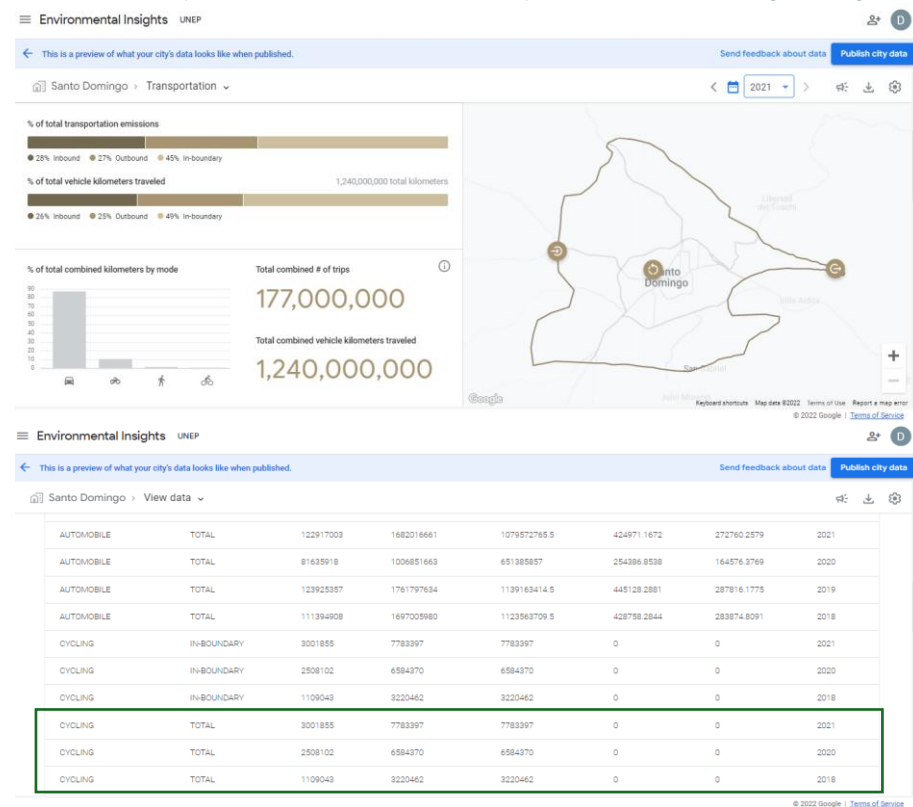 Environmental Insights UNEP
D
This is a preview of what your city's data looks like when published.
Send feedback about data Publish city data
Santo Domingo › Transportation
2021
% of total transportation emissions
28% Inbound 27% Outbound 45% In-boundary
% of total vehicle kilometers traveled 1,240,000,000 total kilometers
26% Inbound 25% Outbound 49% In-boundary
% of total combined kilometers by mode
90
80
70
60
50
40
30
20
10
0
Total combined # of trips
177,000,000
Total combined vehicle kilometers traveled
1,240,000,000
Libertad
del Toachi
Domingo
Villa Anita
Google
Keyboard shortcuts Map data ©2022 Terms of Use Report a map error
© 2022 Google | Terms of Service
Environmental Insights UNEP
D
This is a preview of what your city's data looks like when published.
Send feedback about data Publish city data
Santo Domingo › View data
AUTOMOBILE TOTAL 122917003 1682016661 1079572765.5 424971.1672 272760.2579 2021
AUTOMOBILE TOTAL 81635918 1006851663 651385857 254386.8538 164576.3769 2020
AUTOMOBILE TOTAL 123925357 1761797634 1139163414.5 445128.2881 287816.1775 2019
AUTOMOBILE TOTAL 111394908 1697005980 1123563709.5 428758.2844 283874.8091 2018
CYCLING IN-BOUNDARY 3001855 7783397 7783397 0 0 2021
CYCLING IN-BOUNDARY 2508102 6584370 6584370 0 0 2020
CYCLING IN-BOUNDARY 1109043 3220462 3220462 0 0 2018
CYCLING TOTAL 3001855 7783397 7783397 0 0 2021
CYCLING TOTAL 2508102 6584370 6584370 0 0 2020
CYCLING TOTAL 1109043 3220462 3220462 0 0 2018
© 2022 Google | Terms of Service